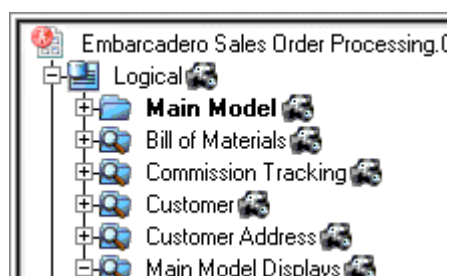 Embarcadero Sales Order Processing.
Logical
Main Model
Bill of Materials
Commission Tracking
Customer
Customer Address
Main Model Displays